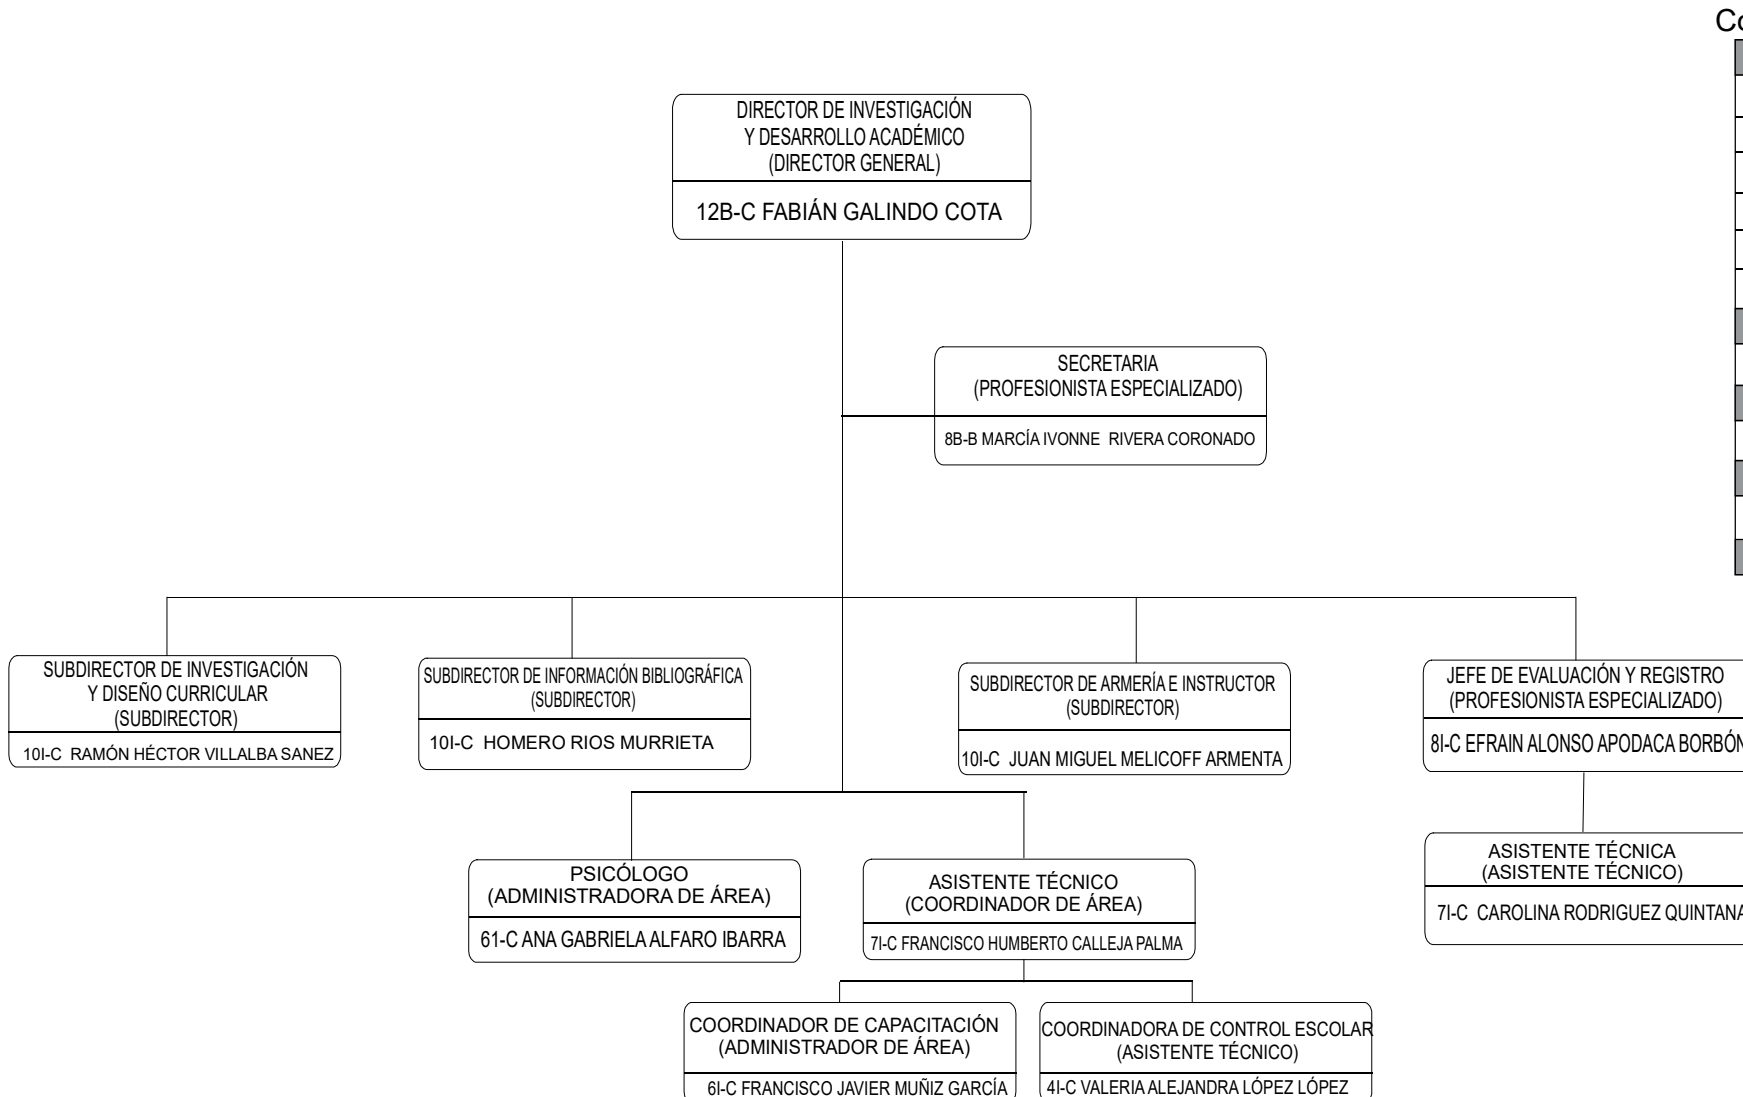 Co
DIRECTOR DE INVESTIGACIÓN
Y DESARROLLO ACADÉMICO
(DIRECTOR GENERAL)
12B-C FABIÁN GALINDO COTA
SECRETARIA
(PROFESIONISTA ESPECIALIZADO)
8B-B MARCÍA IVONNE RIVERA CORONADO
SUBDIRECTOR DE INVESTIGACIÓN
Y DISEÑO CURRICULAR
(SUBDIRECTOR)
10I-C RAMÓN HÉCTOR VILLALBA SANEZ
SUBDIRECTOR DE INFORMACIÓN BIBLIOGRÁFICA
(SUBDIRECTOR)
10I-C HOMERO RIOS MURRIETA
SUBDIRECTOR DE ARMERÍA E INSTRUCTOR
(SUBDIRECTOR)
10I-C JUAN MIGUEL MELICOFF ARMENTA
JEFE DE EVALUACIÓN Y REGISTRO
(PROFESIONISTA ESPECIALIZADO)
8I-C EFRAIN ALONSO APODACA BORBÓN
PSICÓLOGO
(ADMINISTRADORA DE ÁREA)
61-C ANA GABRIELA ALFARO IBARRA
ASISTENTE TÉCNICO
(COORDINADOR DE ÁREA)
7I-C FRANCISCO HUMBERTO CALLEJA PALMA
ASISTENTE TÉCNICA
(ASISTENTE TÉCNICO)
7I-C CAROLINA RODRIGUEZ QUINTANA
COORDINADOR DE CAPACITACIÓN
(ADMINISTRADOR DE ÁREA)
6I-C FRANCISCO JAVIER MUÑIZ GARCÍA
COORDINADORA DE CONTROL ESCOLAR
(ASISTENTE TÉCNICO)
4I-C VALERIA ALEJANDRA LÓPEZ LÓPEZ